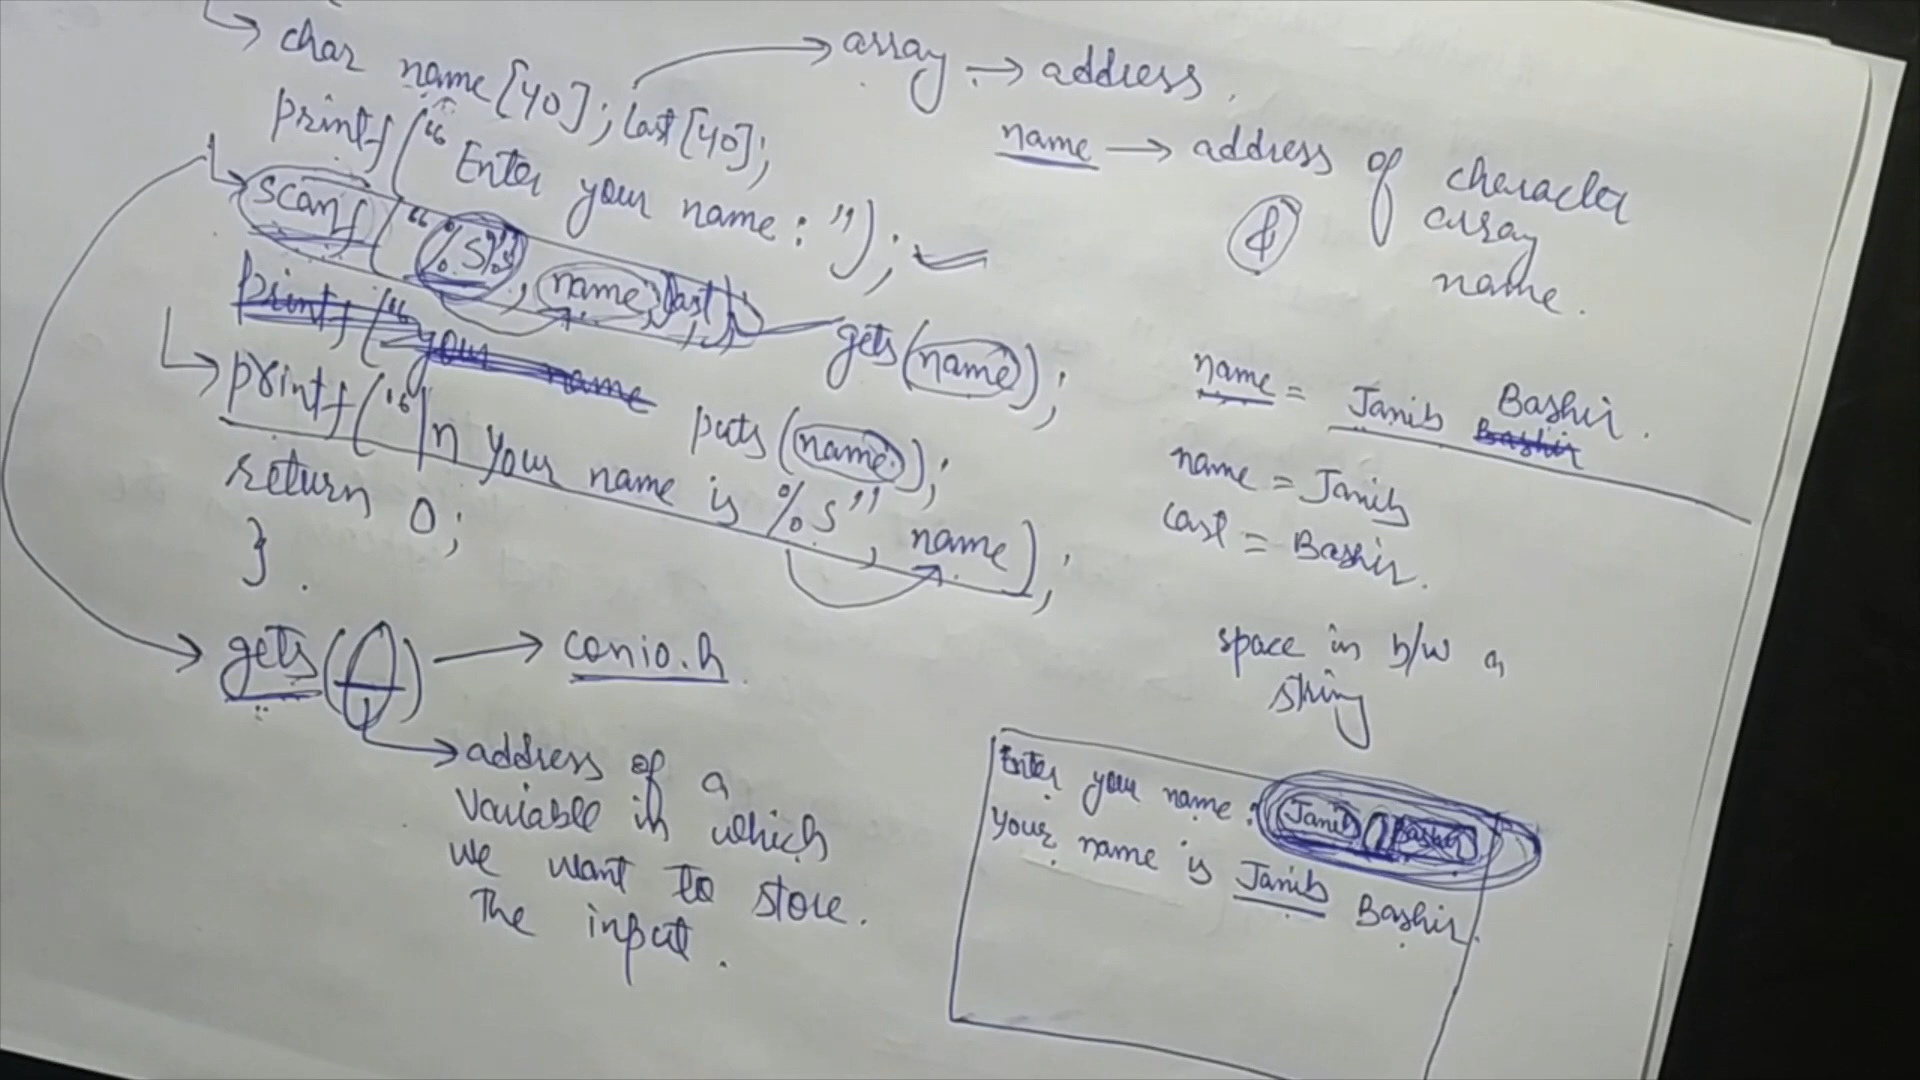 char name[40]; last[40];
printf("Enter your name : ");
scanf("%s%s", name, last);
printf("your name
gets(name);
puts(name);
printf("\n your name is %s", name);
return 0;
}
gets( ) → conio.h
address of a
variable in which
we want to store.
the input.
array → address.
name → address of character
array
name.
&
name = Janib Bashir.
Bashir
name = Janib
last = Bashir.
space in b/w a
string
Enter your name : Janib Bashir
your name is Janib Bashir.